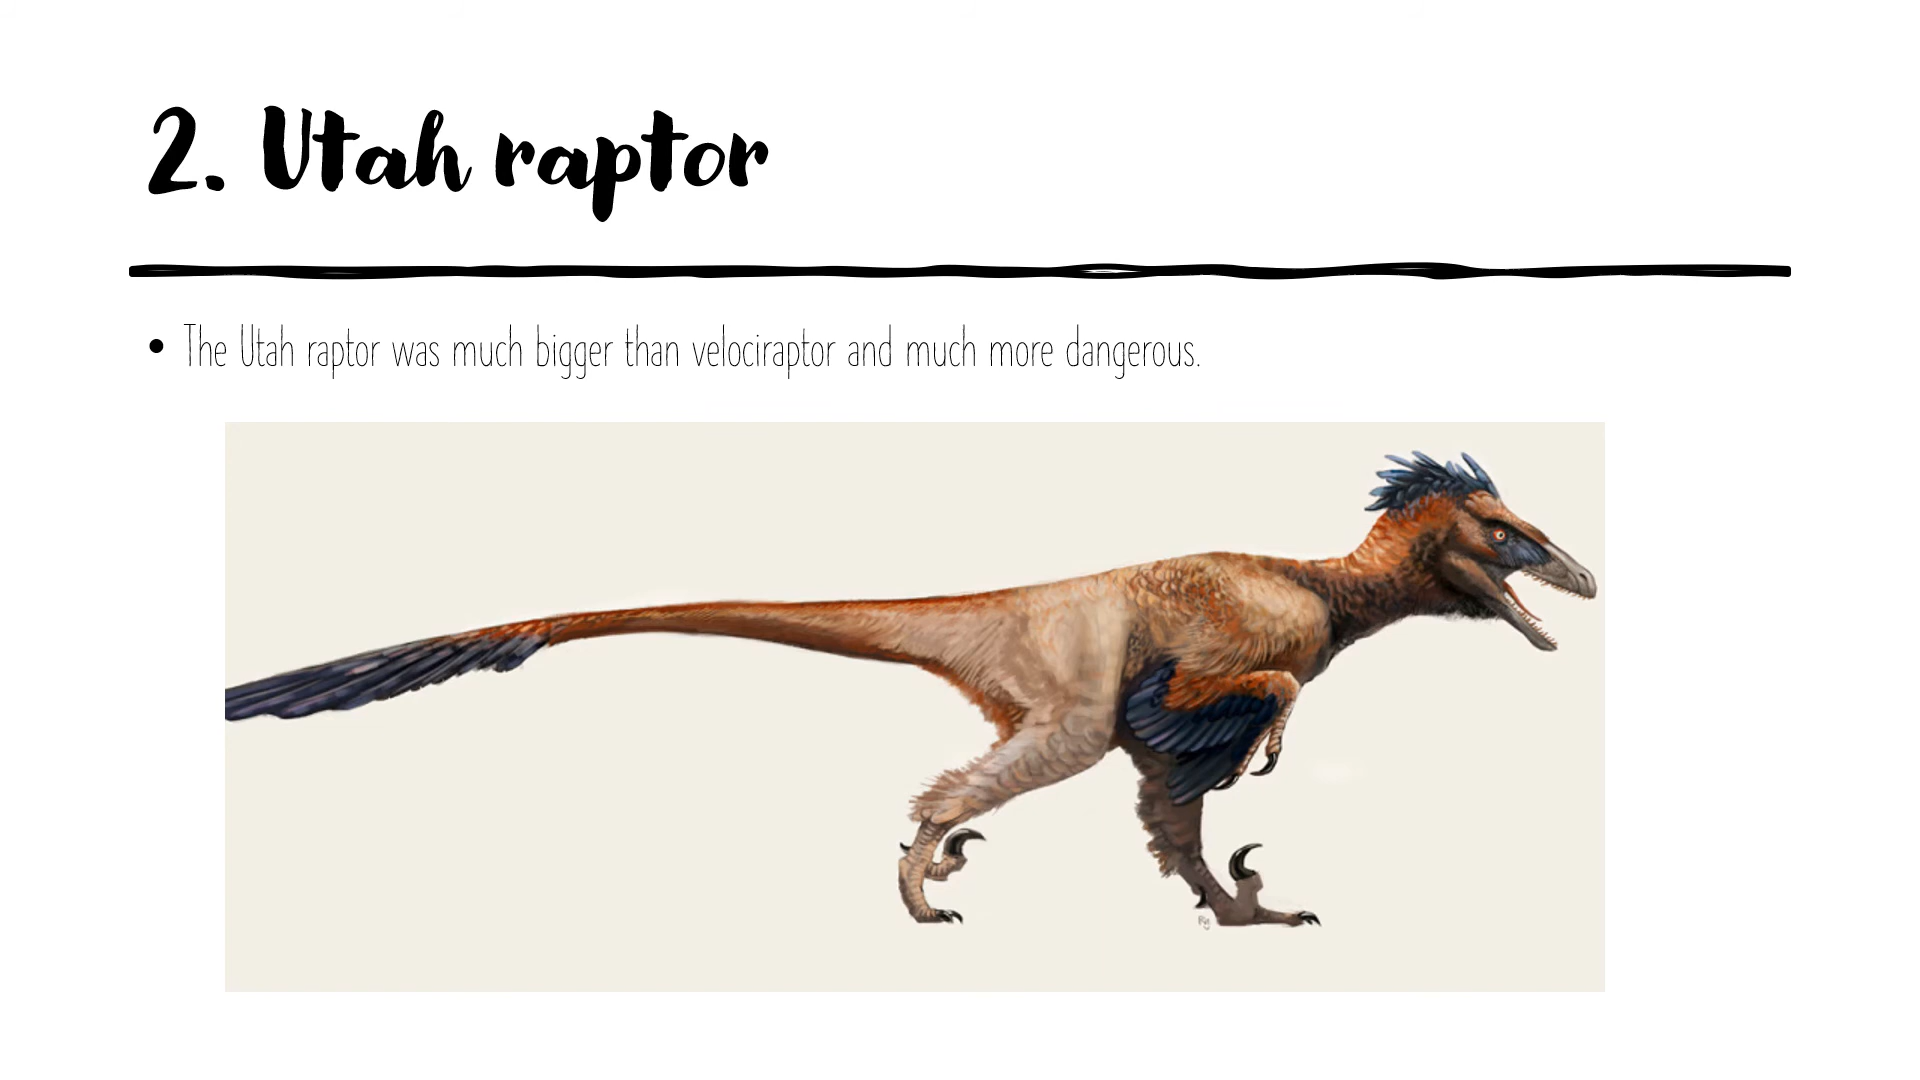 2. Utah raptor
• The Utah raptor was much bigger than velociraptor and much more dangerous.